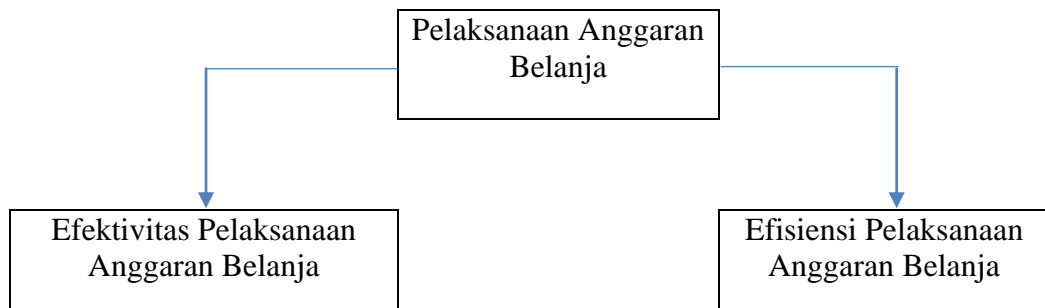 Pelaksanaan Anggaran
Belanja
Efektivitas Pelaksanaan
Anggaran Belanja
Efisiensi Pelaksanaan
Anggaran Belanja